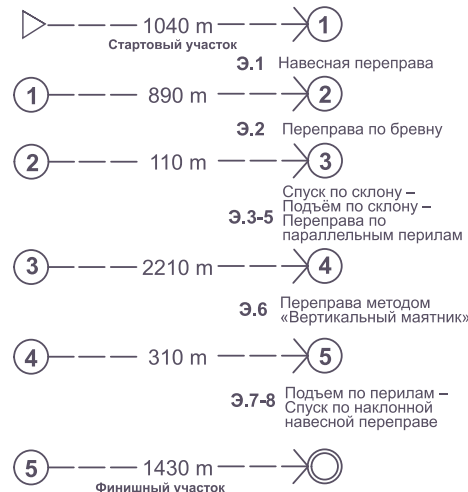 1040 m 1
Стартовый участок
Э.1 Навесная переправа
1 890 m 2
Э.2 Переправа по бревну
2 110 m 3
Спуск по склону –
Подъём по склону –
Э.3-5 Переправа по
параллельным перилам
3 2210 m 4
Э.6 Переправа методом
«Вертикальный маятник»
4 310 m 5
Э.7-8 Подъем по перилам –
Спуск по наклонной
навесной переправе
5 1430 m
Финишный участок